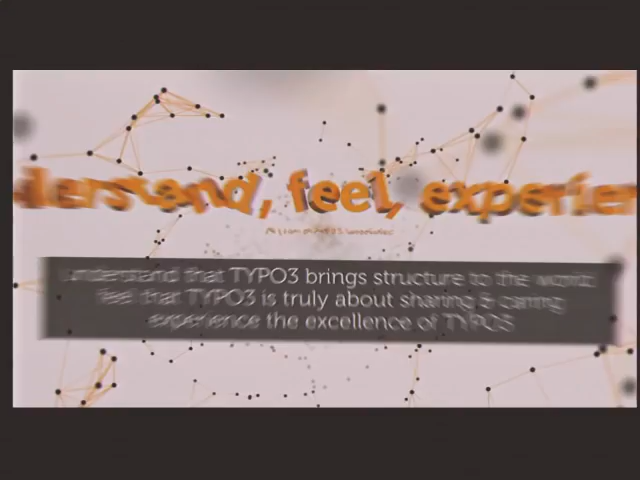 derstand, feel, experien
understand that TYPO3 brings structure to the world
feel that TYPO3 is truly about sharing & caring
experience the excellence of TYPO3